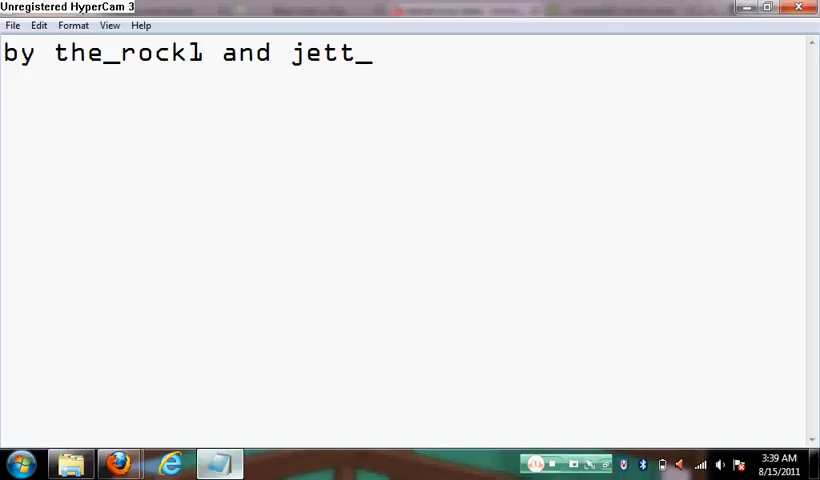 Unregistered HyperCam 3
File Edit Format View Help
by the_rock1 and jett_
3:39 AM
8/15/2011